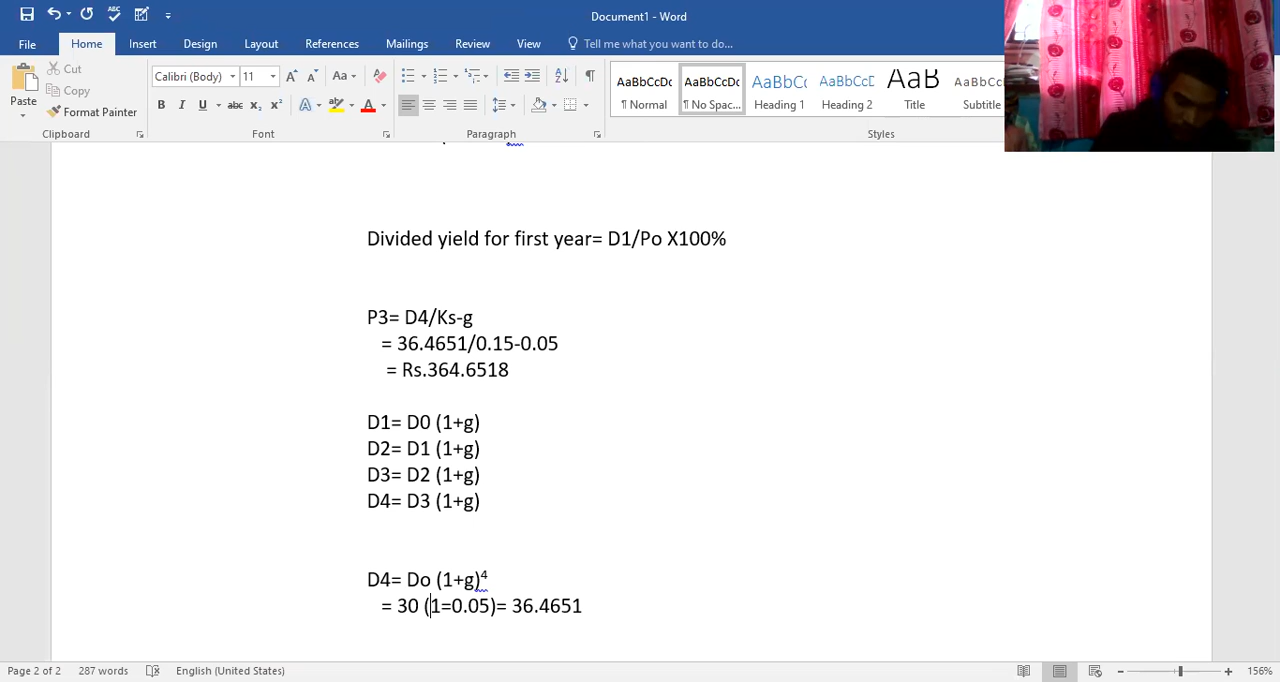 Document1 - Word
File Home Insert Design Layout References Mailings Review View Tell me what you want to do...
Paste Cut Copy Format Painter
Calibri (Body) 11
AaBbCcDc AaBbCcDc AaBbCc AaBbCcD AaB AaBbCcD
¶ Normal ¶ No Spac... Heading 1 Heading 2 Title Subtitle
Clipboard Font Paragraph Styles
Divided yield for first year= D1/Po X100%
P3= D4/Ks-g
= 36.4651/0.15-0.05
= Rs.364.6518
D1= D0 (1+g)
D2= D1 (1+g)
D3= D2 (1+g)
D4= D3 (1+g)
D4= Do (1+g)⁴
= 30 (1=0.05)= 36.4651
Page 2 of 2 287 words English (United States) 156%